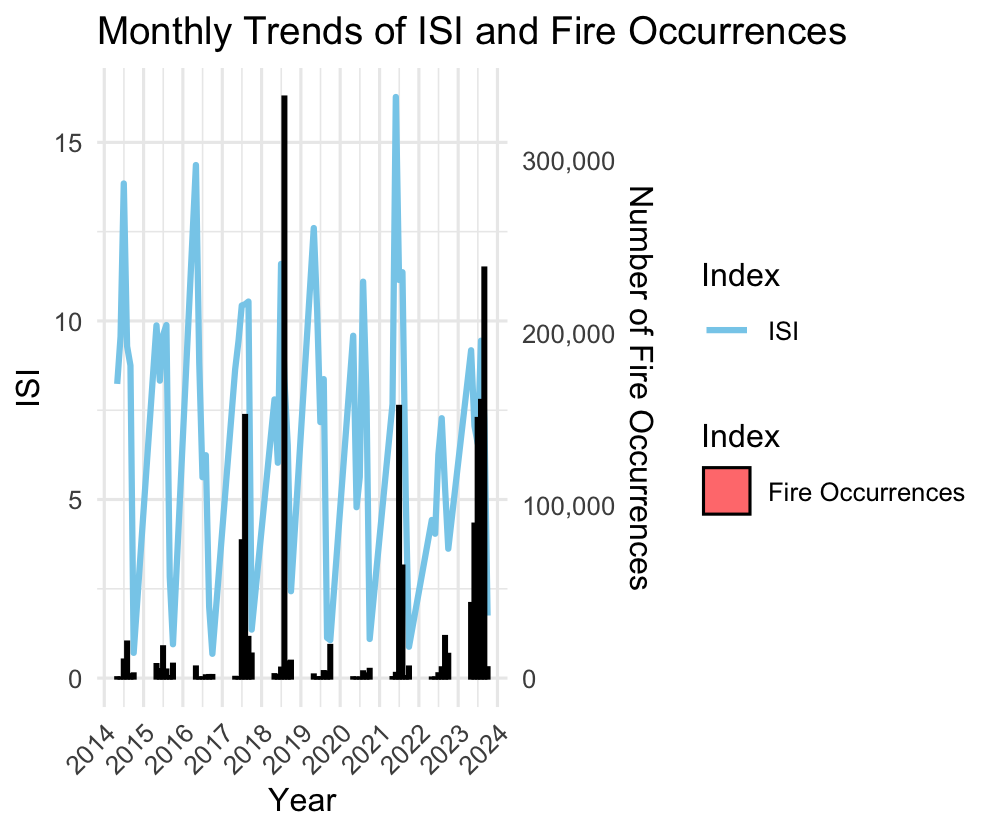 Monthly Trends of ISI and Fire Occurrences
ISI
15
10
5
0
300,000
200,000
100,000
0
Number of Fire Occurrences
2014
2015
2016
2017
2018
2019
2020
2021
2022
2023
2024
Year
Index
ISI
Index
Fire Occurrences